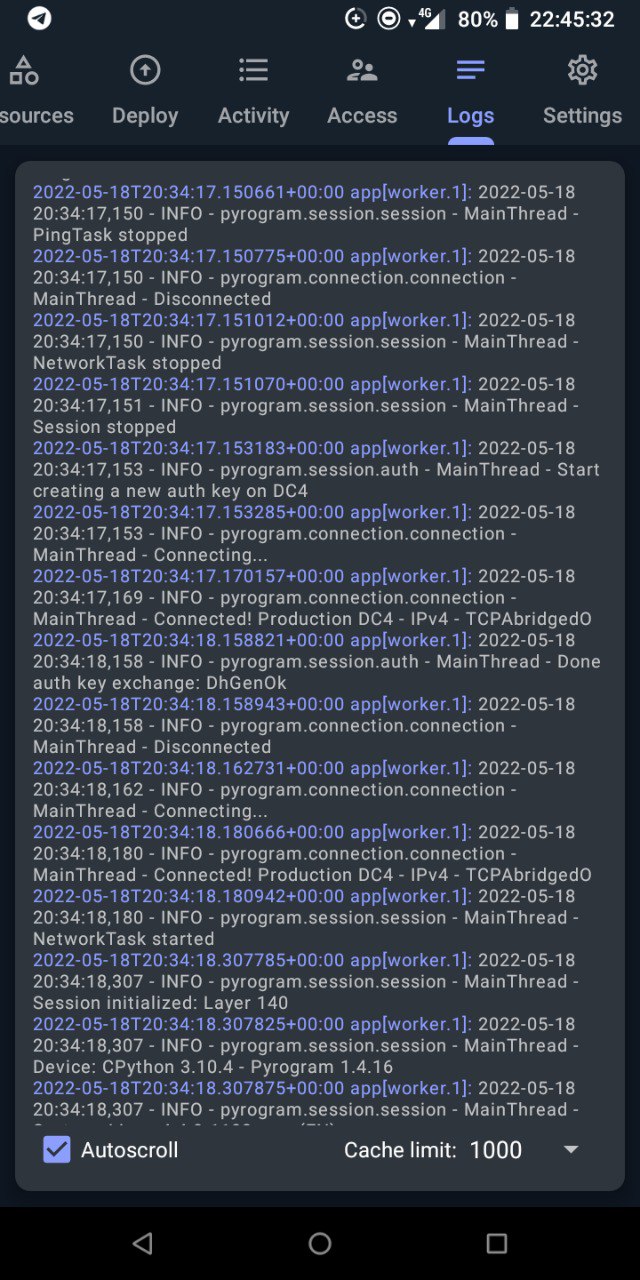 4G 80% 22:45:32
sources Deploy Activity Access Logs Settings
2022-05-18T20:34:17.150661+00:00 app[worker.1]: 2022-05-18
20:34:17,150 - INFO - pyrogram.session.session - MainThread -
PingTask stopped
2022-05-18T20:34:17.150775+00:00 app[worker.1]: 2022-05-18
20:34:17,150 - INFO - pyrogram.connection.connection -
MainThread - Disconnected
2022-05-18T20:34:17.151012+00:00 app[worker.1]: 2022-05-18
20:34:17,150 - INFO - pyrogram.session.session - MainThread -
NetworkTask stopped
2022-05-18T20:34:17.151070+00:00 app[worker.1]: 2022-05-18
20:34:17,151 - INFO - pyrogram.session.session - MainThread -
Session stopped
2022-05-18T20:34:17.153183+00:00 app[worker.1]: 2022-05-18
20:34:17,153 - INFO - pyrogram.session.auth - MainThread - Start
creating a new auth key on DC4
2022-05-18T20:34:17.153285+00:00 app[worker.1]: 2022-05-18
20:34:17,153 - INFO - pyrogram.connection.connection -
MainThread - Connecting...
2022-05-18T20:34:17.170157+00:00 app[worker.1]: 2022-05-18
20:34:17,169 - INFO - pyrogram.connection.connection -
MainThread - Connected! Production DC4 - IPv4 - TCPAbridgedO
2022-05-18T20:34:18.158821+00:00 app[worker.1]: 2022-05-18
20:34:18,158 - INFO - pyrogram.session.auth - MainThread - Done
auth key exchange: DhGenOk
2022-05-18T20:34:18.158943+00:00 app[worker.1]: 2022-05-18
20:34:18,158 - INFO - pyrogram.connection.connection -
MainThread - Disconnected
2022-05-18T20:34:18.162731+00:00 app[worker.1]: 2022-05-18
20:34:18,162 - INFO - pyrogram.connection.connection -
MainThread - Connecting...
2022-05-18T20:34:18.180666+00:00 app[worker.1]: 2022-05-18
20:34:18,180 - INFO - pyrogram.connection.connection -
MainThread - Connected! Production DC4 - IPv4 - TCPAbridgedO
2022-05-18T20:34:18.180942+00:00 app[worker.1]: 2022-05-18
20:34:18,180 - INFO - pyrogram.session.session - MainThread -
NetworkTask started
2022-05-18T20:34:18.307785+00:00 app[worker.1]: 2022-05-18
20:34:18,307 - INFO - pyrogram.session.session - MainThread -
Session initialized: Layer 140
2022-05-18T20:34:18.307825+00:00 app[worker.1]: 2022-05-18
20:34:18,307 - INFO - pyrogram.session.session - MainThread -
Device: CPython 3.10.4 - Pyrogram 1.4.16
2022-05-18T20:34:18.307875+00:00 app[worker.1]: 2022-05-18
20:34:18,307 - INFO - pyrogram.session.session - MainThread -
Autoscroll Cache limit: 1000